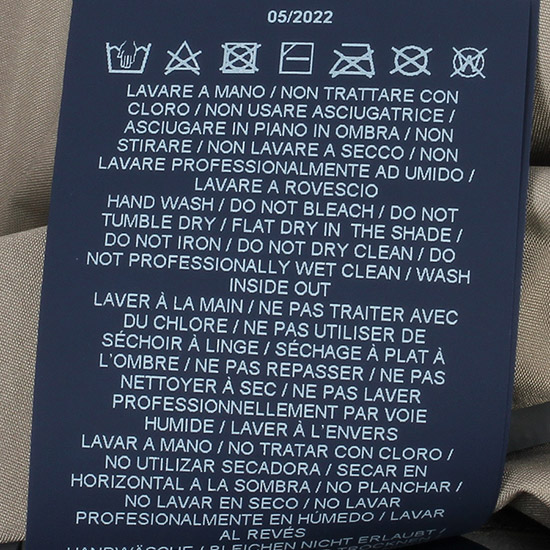 05/2022
LAVARE A MANO / NON TRATTARE CON
CLORO / NON USARE ASCIUGATRICE /
ASCIUGARE IN PIANO IN OMBRA / NON
STIRARE / NON LAVARE A SECCO / NON
LAVARE PROFESSIONALMENTE AD UMIDO /
LAVARE A ROVESCIO
HAND WASH / DO NOT BLEACH / DO NOT
TUMBLE DRY / FLAT DRY IN THE SHADE /
DO NOT IRON / DO NOT DRY CLEAN / DO
NOT PROFESSIONALLY WET CLEAN / WASH
INSIDE OUT
LAVER À LA MAIN / NE PAS TRAITER AVEC
DU CHLORE / NE PAS UTILISER DE
SÉCHOIR À LINGE / SÉCHAGE À PLAT À
L'OMBRE / NE PAS REPASSER / NE PAS
NETTOYER À SEC / NE PAS LAVER
PROFESSIONNELLEMENT PAR VOIE
HUMIDE / LAVER À L'ENVERS
LAVAR A MANO / NO TRATAR CON CLORO /
NO UTILIZAR SECADORA / SECAR EN
HORIZONTAL A LA SOMBRA / NO PLANCHAR /
NO LAVAR EN SECO / NO LAVAR
PROFESIONALMENTE EN HÚMEDO / LAVAR
AL REVÉS
HANDWÄSCHE / BLEICHEN NICHT ERLAUBT /